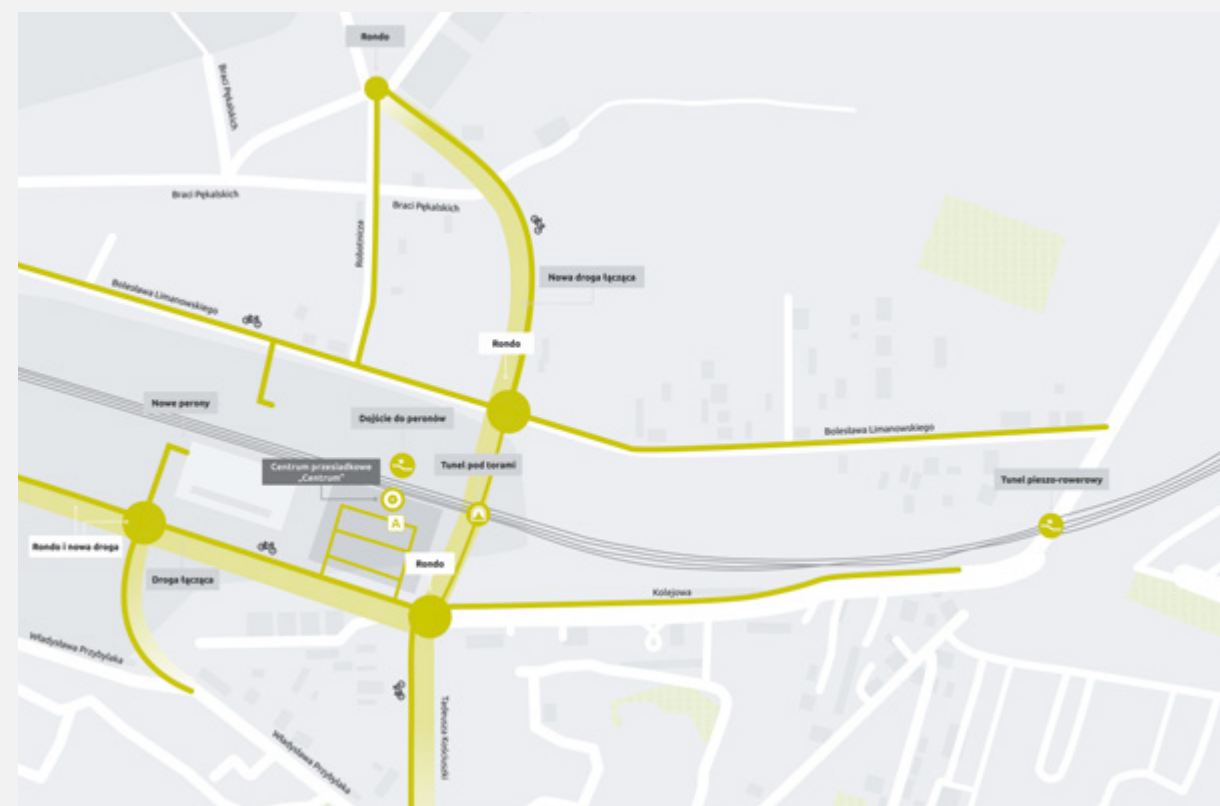 Rondo
Braci Pękalskich
Braci Pękalskich
Braci Pękalskich
Robotnicza
Nowa droga łącząca
Bolesława Limanowskiego
Rondo
Nowe perony
Dojście do peronów
Bolesława Limanowskiego
Centrum przesiadkowe
„Centrum”
Tunel pod torami
Tunel pieszo-rowerowy
A
Rondo i nowa droga
Rondo
Droga łącząca
Kolejowa
Władysława Przybylaka
Tadeusza Kościuszki
Władysława Przybylaka